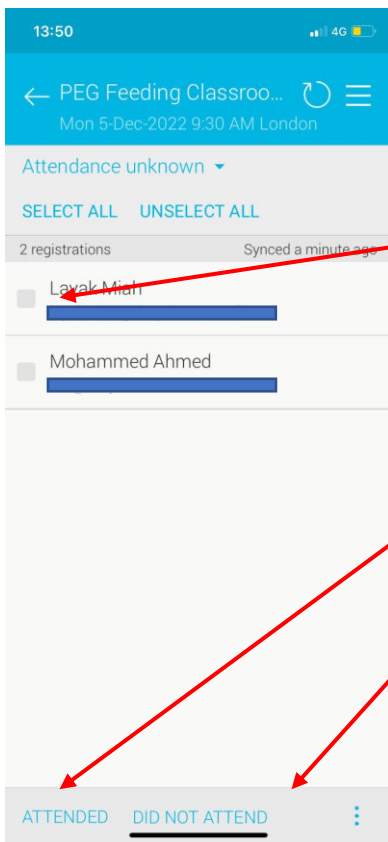 13:50 4G
PEG Feeding Classroo...
Mon 5-Dec-2022 9:30 AM London
Attendance unknown
SELECT ALL UNSELECT ALL
2 registrations Synced a minute ago
Layak Miah
Mohammed Ahmed
ATTENDED DID NOT ATTEND